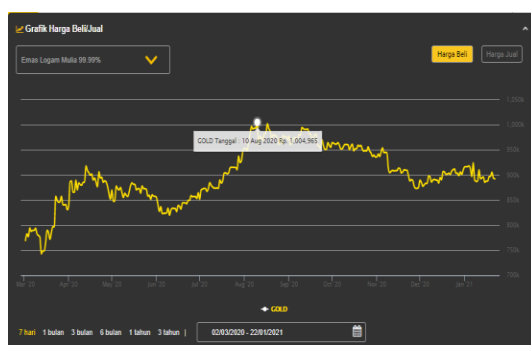 Grafik Harga Beli/Jual
Emas Logam Mulia 99.99%
Harga Beli
Harga Jual
1,050k
1,000k
950k
900k
850k
800k
750k
700k
GOLD Tanggal : 10 Aug 2020 Rp. 1,004,965
Mar '20 Apr '20 May '20 Jun '20 Jul '20 Aug '20 Sep '20 Oct '20 Nov '20 Dec '20 Jan '21
GOLD
7 hari 1 bulan 3 bulan 6 bulan 1 tahun 3 tahun | 02/03/2020 - 22/01/2021